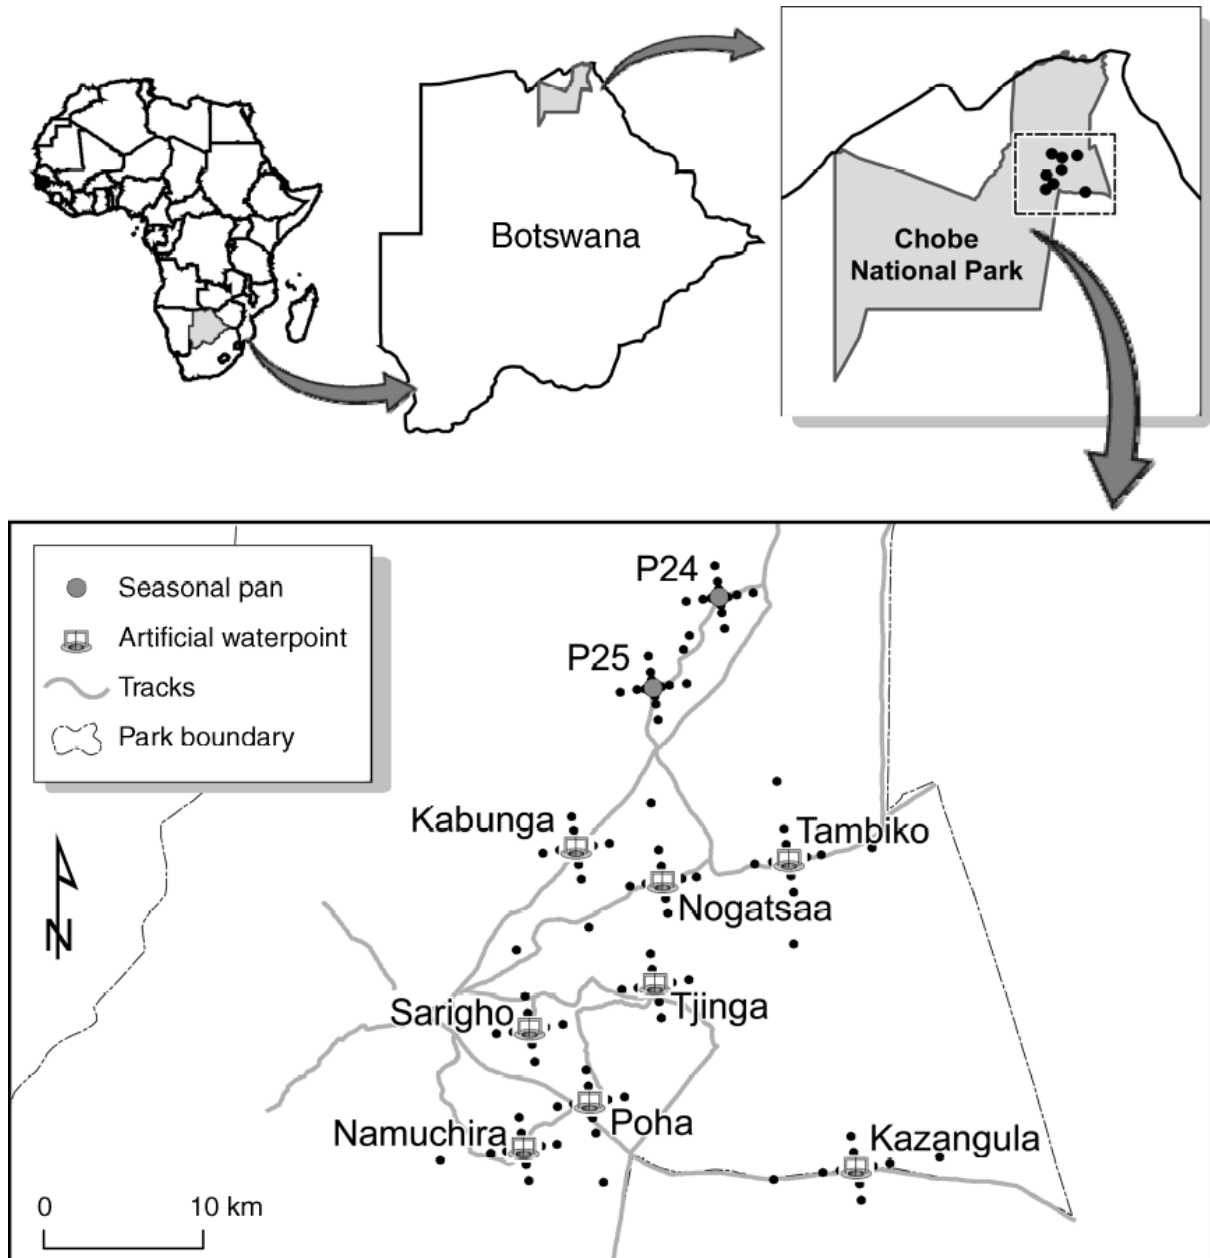 Botswana
Chobe
National Park
Seasonal pan
Artificial waterpoint
Tracks
Park boundary
P24
P25
Kabunga
Tambiko
Nogatsaa
N
Tjinga
Sarigho
Poha
Namuchira
Kazangula
0 10 km